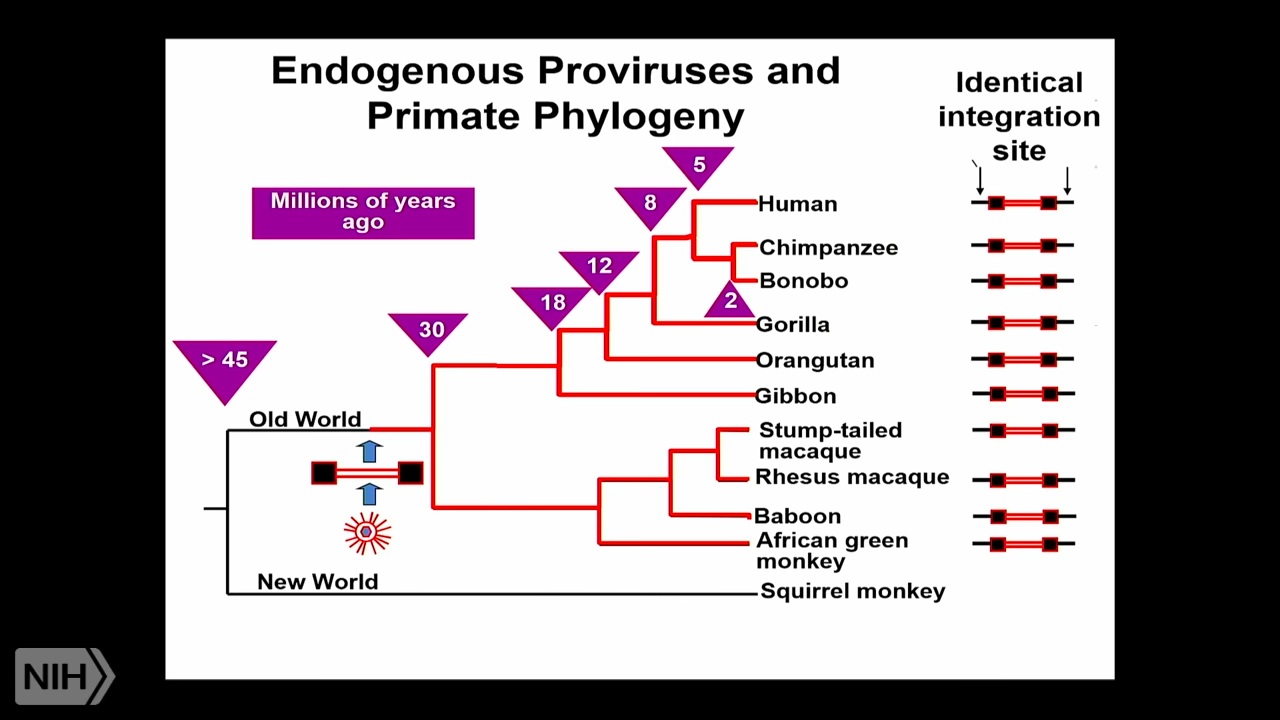 Endogenous Proviruses and
Primate Phylogeny
Identical
integration
site
Millions of years
ago
5
8
12
18
30
> 45
2
Human
Chimpanzee
Bonobo
Gorilla
Orangutan
Gibbon
Stump-tailed
macaque
Rhesus macaque
Baboon
African green
monkey
Squirrel monkey
Old World
New World
NIH